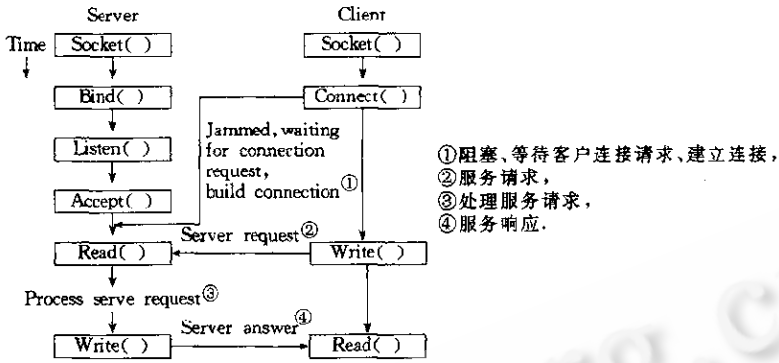 Server Client
Time Socket( ) Socket( )
Bind( ) Connect( )
Jammed, waiting
for connection
request,
build connection①
Listen( )
Accept( )
Server request②
Read( ) Write( )
Process serve request③
Server answer④
Write( ) Read( )
①阻塞、等待客户连接请求、建立连接,
②服务请求,
③处理服务请求,
④服务响应.